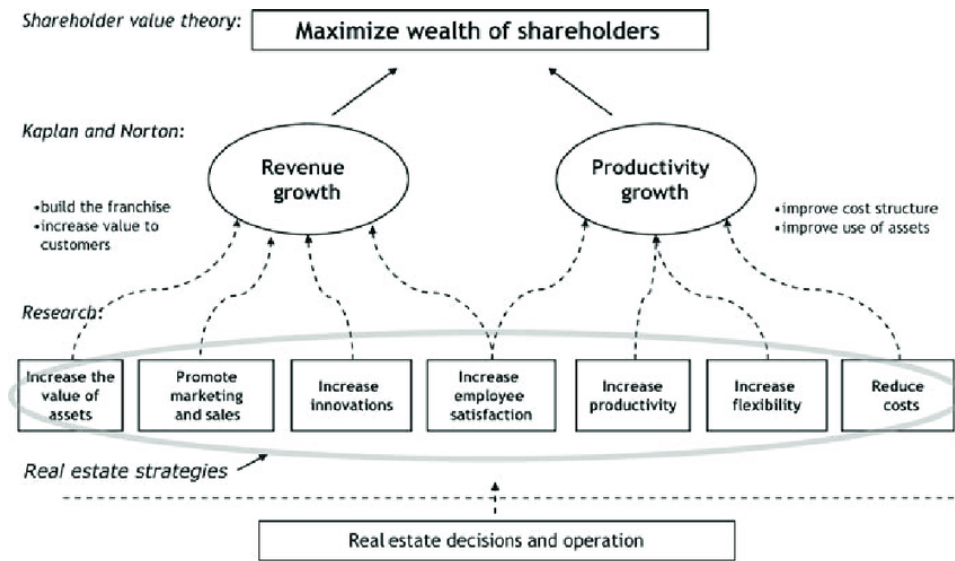 Shareholder value theory:
Maximize wealth of shareholders
Kaplan and Norton:
Revenue
growth
Productivity
growth
•build the franchise
•increase value to
customers
•improve cost structure
•improve use of assets
Research:
Increase the
value of
assets
Promote
marketing
and sales
Increase
innovations
Increase
employee
satisfaction
Increase
productivity
Increase
flexibility
Reduce
costs
Real estate strategies
Real estate decisions and operation